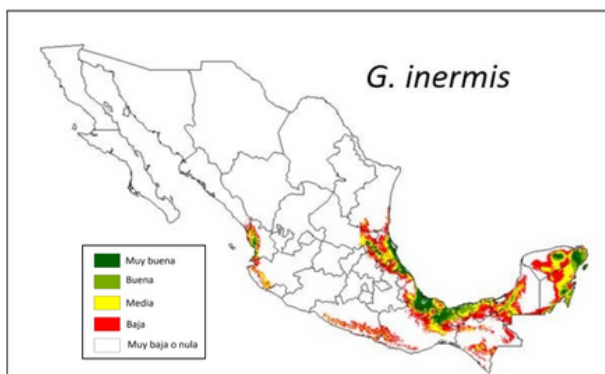 G. inermis
Muy buena
Buena
Media
Baja
Muy baja o nula